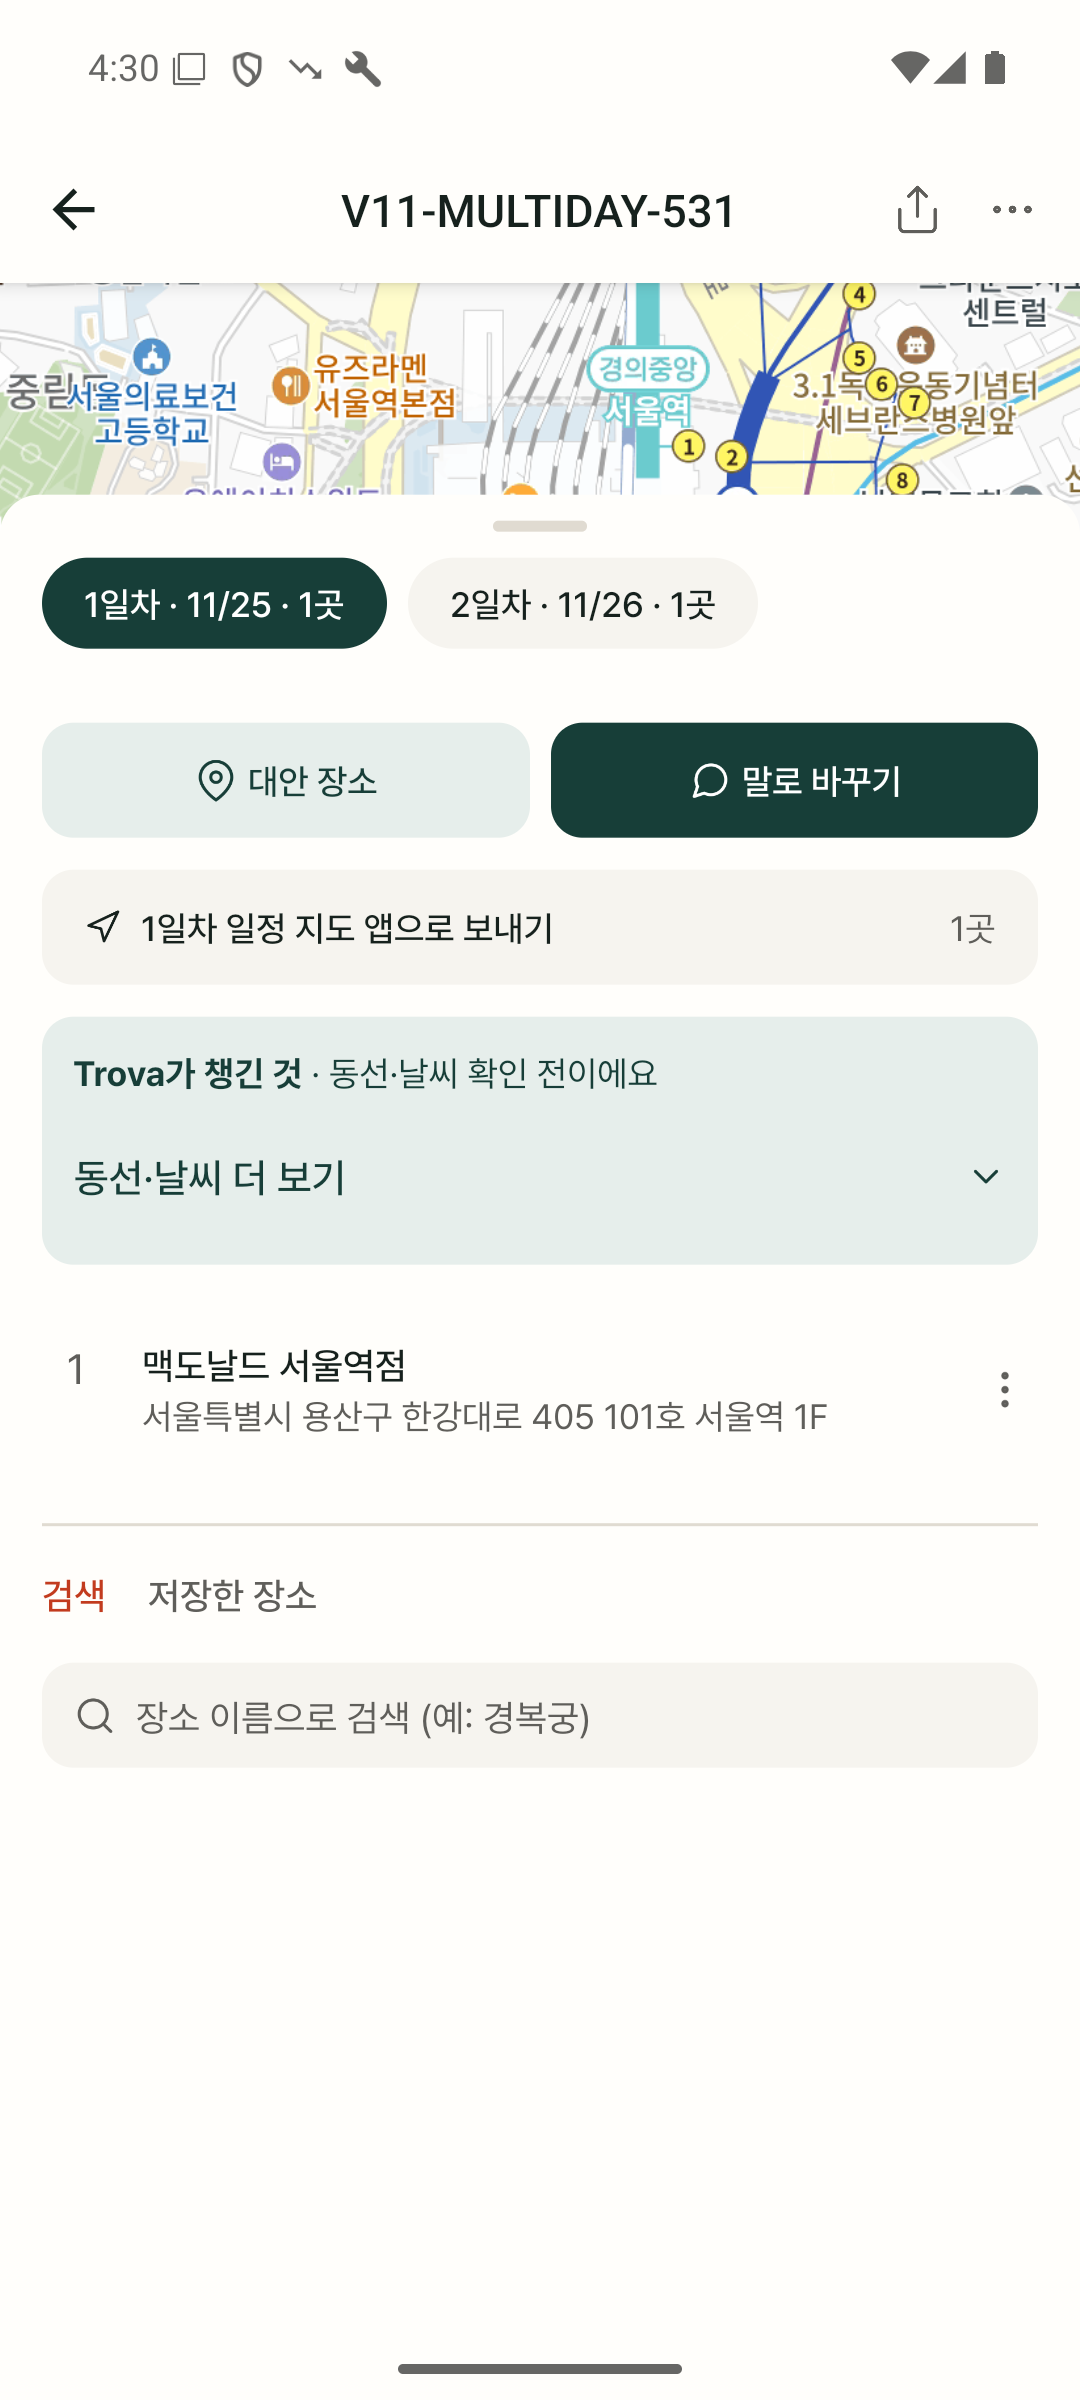 4:30
V11-MULTIDAY-531
센트럴
유즈라멘
서울역본점
서울의료보건
고등학교
경의중앙
서울역
세브란스병원앞
4
5
6
7
1
2
8
1일차 · 11/25 · 1곳
2일차 · 11/26 · 1곳
대안 장소
말로 바꾸기
1일차 일정 지도 앱으로 보내기
1곳
Trova가 챙긴 것 · 동선·날씨 확인 전이에요
동선·날씨 더 보기
1
맥도날드 서울역점
서울특별시 용산구 한강대로 405 101호 서울역 1F
검색
저장한 장소
장소 이름으로 검색 (예: 경복궁)